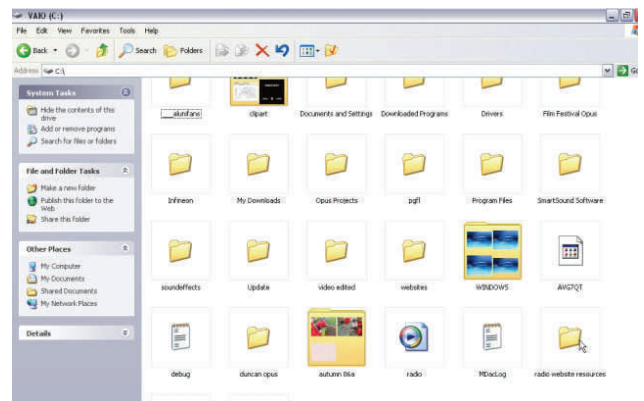 VAIO (C:)
File Edit View Favorites Tools Help
Back Search Folders
Address C:\ Go
System Tasks
Hide the contents of this
drive
Add or remove programs
Search for files or folders
File and Folder Tasks
Make a new folder
Publish this folder to the
Web
Share this folder
Other Places
My Computer
My Documents
Shared Documents
My Network Places
Details
clipart Documents and Settings Downloaded Programs Drivers Film Festival Opus
Infineon My Downloads Opus Projects pgfl Program Files SmartSound Software
soundeffects Update video edited websites WINDOWS AVG7QT
debug duncan opus autumn 06a radio MDacLog radio website resources